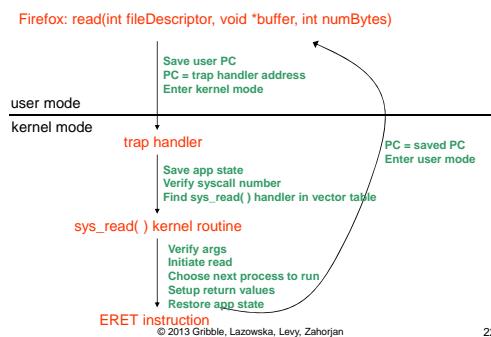 Firefox: read(int fileDescriptor, void *buffer, int numBytes)
Save user PC
PC = trap handler address
Enter kernel mode
user mode
kernel mode
trap handler
PC = saved PC
Enter user mode
Save app state
Verify syscall number
Find sys_read( ) handler in vector table
sys_read( ) kernel routine
Verify args
Initiate read
Choose next process to run
Setup return values
Restore app state
ERET instruction
© 2013 Gribble, Lazowska, Levy, Zahorjan
22